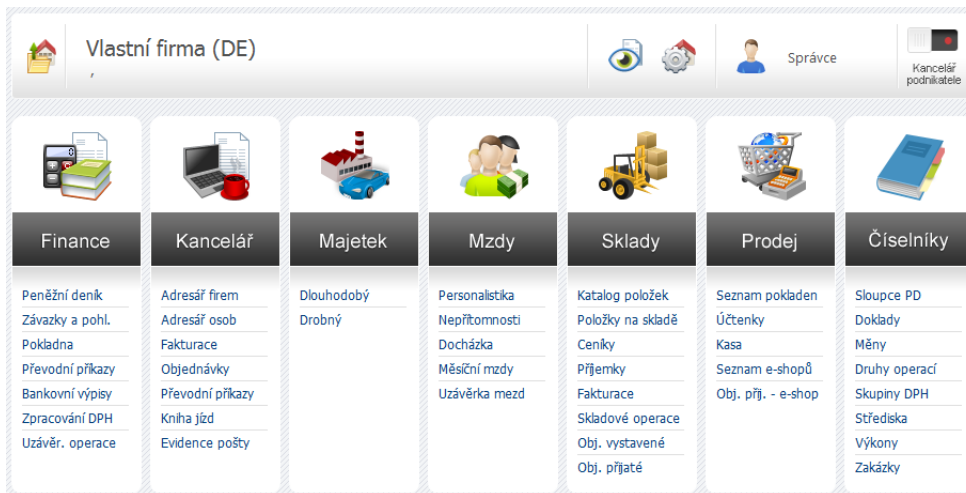 Vlastní firma (DE)
,
Správce
Kancelář
podnikatele
Finance
Peněžní deník
Závazky a pohl.
Pokladna
Převodní příkazy
Bankovní výpisy
Zpracování DPH
Uzávěr. operace
Kancelář
Adresář firem
Adresář osob
Fakturace
Objednávky
Převodní příkazy
Kniha jízd
Evidence pošty
Majetek
Dlouhodobý
Drobný
Mzdy
Personalistika
Nepřítomnosti
Docházka
Měsíční mzdy
Uzávěrka mezd
Sklady
Katalog položek
Položky na skladě
Ceníky
Příjemky
Fakturace
Skladové operace
Obj. vystavené
Obj. přijaté
Prodej
Seznam pokladen
Účtenky
Kasa
Seznam e-shopů
Obj. přij. - e-shop
Číselníky
Sloupce PD
Doklady
Měny
Druhy operací
Skupiny DPH
Střediska
Výkony
Zakázky